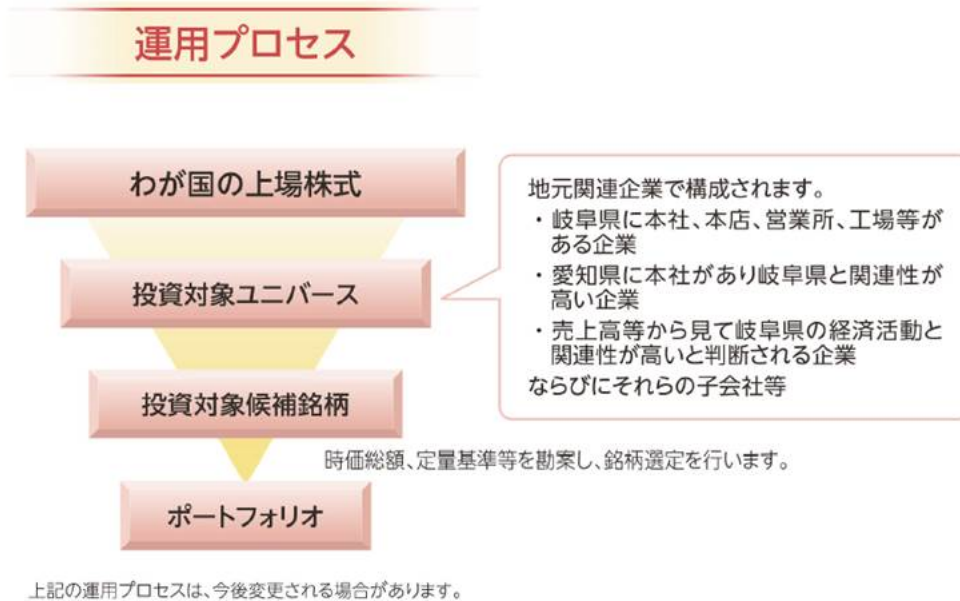 運用プロセス
わが国の上場株式
投資対象ユニバース
地元関連企業で構成されます。
・岐阜県に本社、本店、営業所、工場等が
ある企業
・愛知県に本社があり岐阜県と関連性が
高い企業
・売上高等から見て岐阜県の経済活動と
関連性が高いと判断される企業
ならびにそれらの子会社等
投資対象候補銘柄
時価総額、定量基準等を勘案し、銘柄選定を行います。
ポートフォリオ
上記の運用プロセスは、今後変更される場合があります。